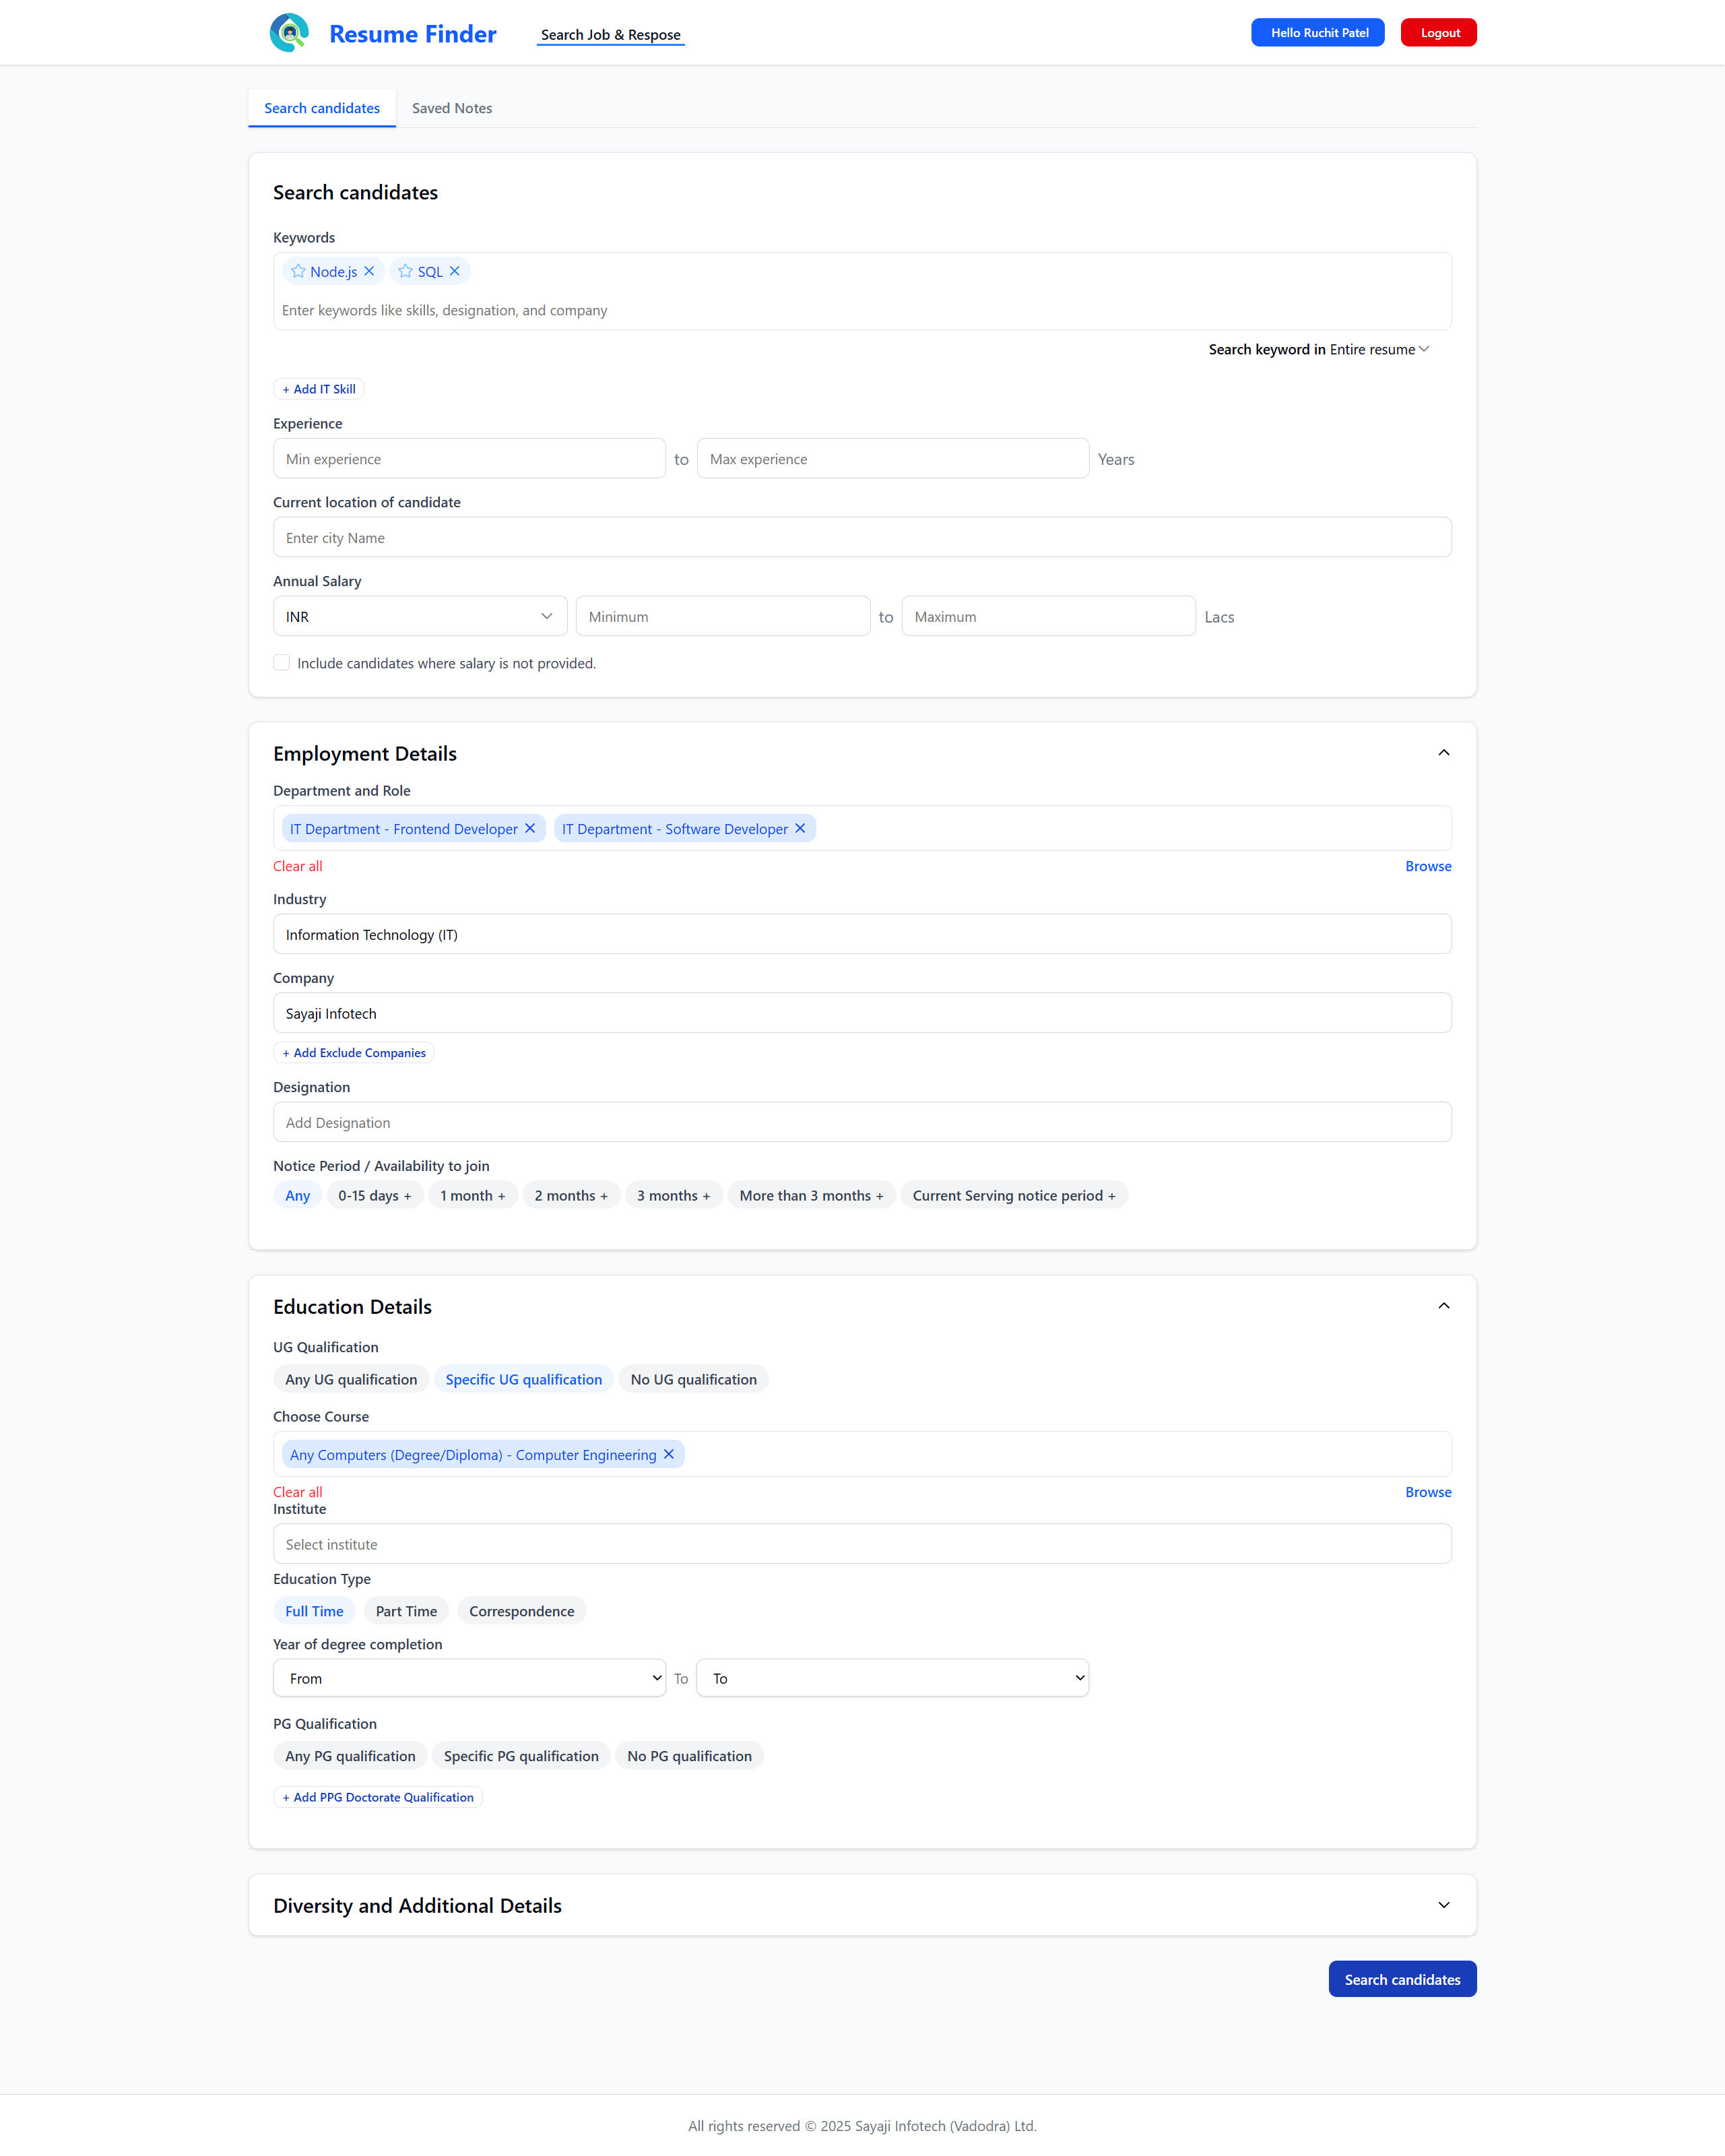 Resume Finder
Search Job & Respose
Hello Ruchit Patel
Logout
Search candidates
Saved Notes
Search candidates
Keywords
Node.js
SQL
Enter keywords like skills, designation, and company
Search keyword in Entire resume
+ Add IT Skill
Experience
Min experience to Max experience Years
Current location of candidate
Enter city Name
Annual Salary
INR Minimum to Maximum Lacs
Include candidates where salary is not provided.
Employment Details
Department and Role
IT Department - Frontend Developer
IT Department - Software Developer
Clear all
Browse
Industry
Information Technology (IT)
Company
Sayaji Infotech
+ Add Exclude Companies
Designation
Add Designation
Notice Period / Availability to join
Any 0-15 days + 1 month + 2 months + 3 months + More than 3 months + Current Serving notice period +
Education Details
UG Qualification
Any UG qualification Specific UG qualification No UG qualification
Choose Course
Any Computers (Degree/Diploma) - Computer Engineering
Clear all
Browse
Institute
Select institute
Education Type
Full Time Part Time Correspondence
Year of degree completion
From To To
PG Qualification
Any PG qualification Specific PG qualification No PG qualification
+ Add PPG Doctorate Qualification
Diversity and Additional Details
Search candidates
All rights reserved © 2025 Sayaji Infotech (Vadodra) Ltd.